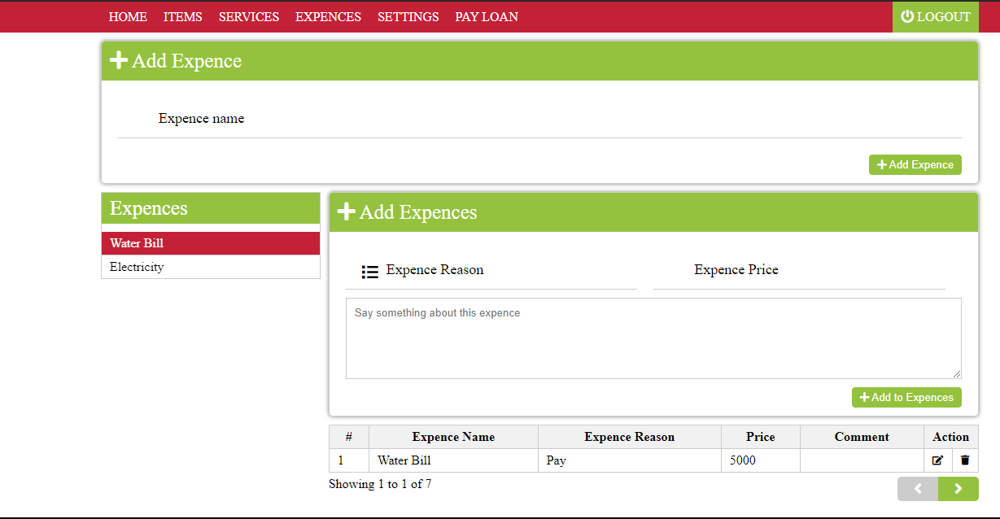 HOME ITEMS SERVICES EXPENCES SETTINGS PAY LOAN LOGOUT
Add Expence
Expence name
Add Expence
Expences
Water Bill
Electricity
Add Expences
Expence Reason Expence Price
Say something about this expence
Add to Expences
# Expence Name Expence Reason Price Comment Action
1 Water Bill Pay 5000
Showing 1 to 1 of 7